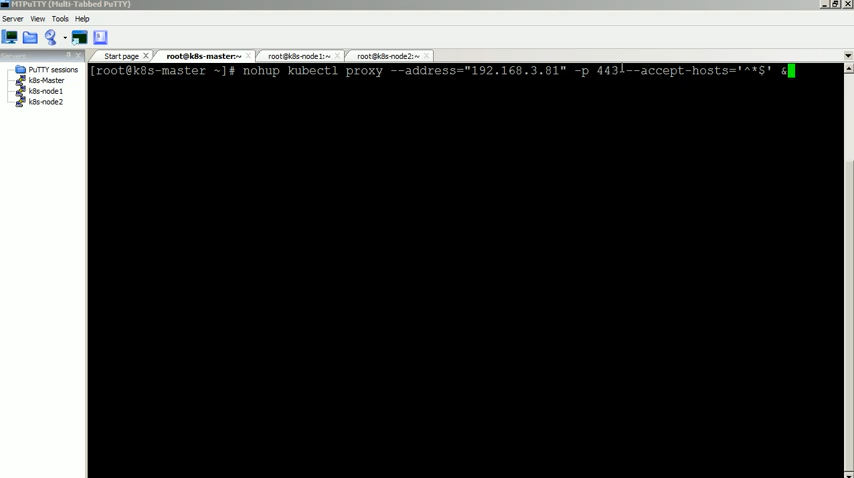 MTPuTTY (Multi-Tabbed PuTTY)
Server View Tools Help
Start page
root@k8s-master:~
root@k8s-node1:~
root@k8s-node2:~
PuTTY sessions
k8s-Master
k8s-node1
k8s-node2
[root@k8s-master ~]# nohup kubectl proxy --address="192.168.3.81" -p 443 --accept-hosts='^*$' &